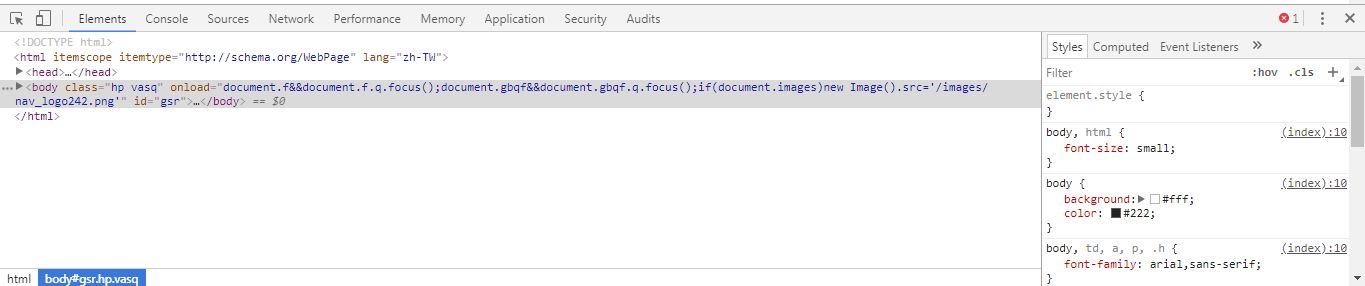 Elements Console Sources Network Performance Memory Application Security Audits 1
<!DOCTYPE html>
<html itemscope itemtype="http://schema.org/WebPage" lang="zh-TW">
<head>…</head>
<body class="hp vasq" onload="document.f&&document.f.q.focus();document.gbqf&&document.gbqf.q.focus();if(document.images)new Image().src='/images/
nav_logo242.png'" id="gsr">…</body> == $0
</html>
html body#gsr.hp.vasq
Styles Computed Event Listeners »
Filter :hov .cls +
element.style {
}
body, html { (index):10
font-size: small;
}
body { (index):10
background: #fff;
color: #222;
}
body, td, a, p, .h { (index):10
font-family: arial,sans-serif;
}